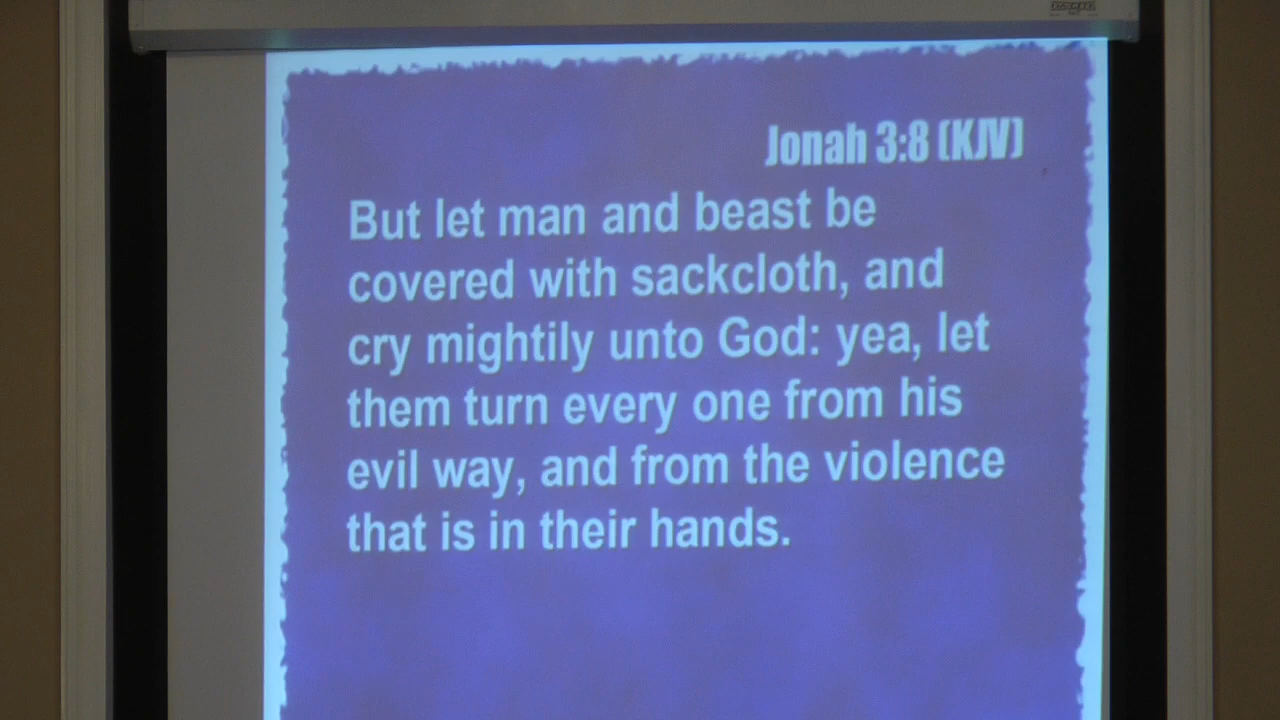 Jonah 3:8 (KJV)
But let man and beast be
covered with sackcloth, and
cry mightily unto God: yea, let
them turn every one from his
evil way, and from the violence
that is in their hands.